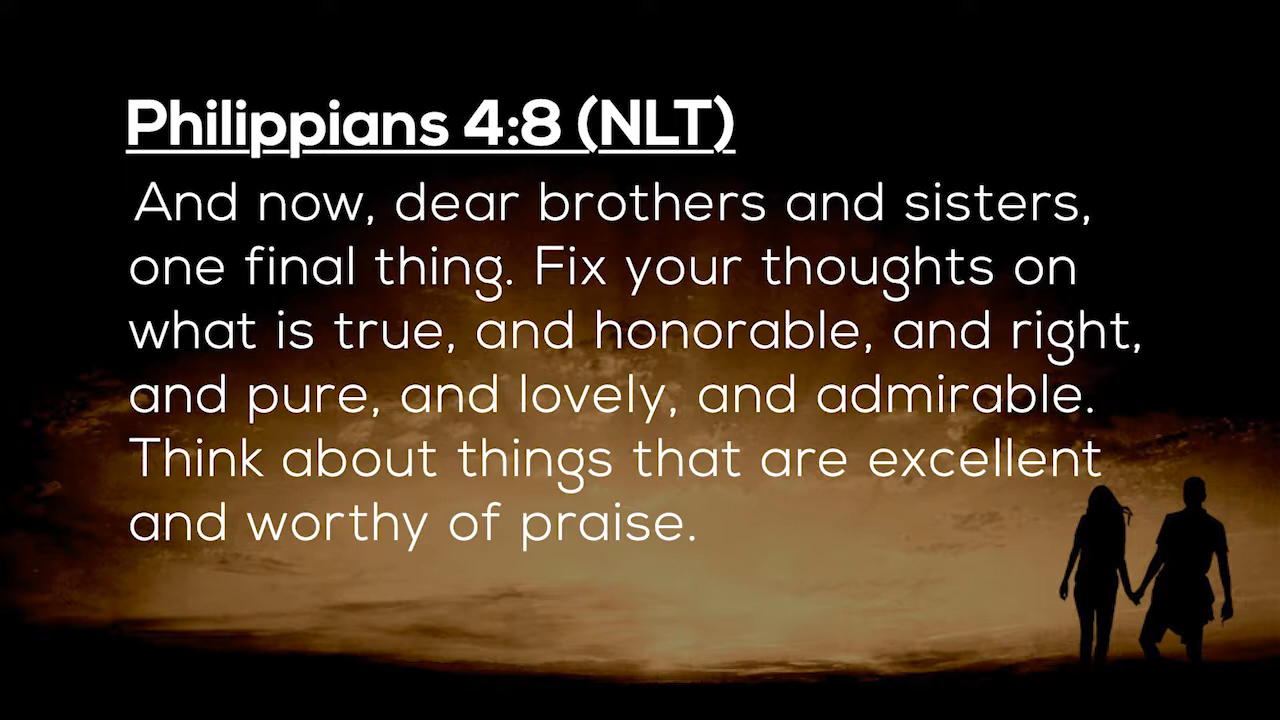 Philippians 4:8 (NLT)
And now, dear brothers and sisters,
one final thing. Fix your thoughts on
what is true, and honorable, and right,
and pure, and lovely, and admirable.
Think about things that are excellent
and worthy of praise.